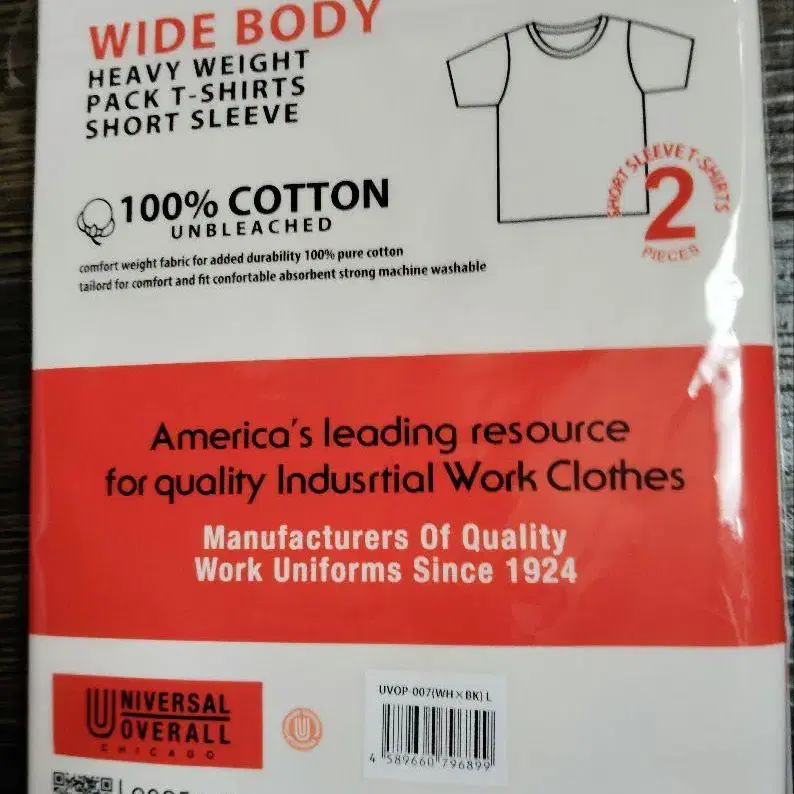 WIDE BODY
HEAVY WEIGHT
PACK T-SHIRTS
SHORT SLEEVE
SHORT SLEEVE T-SHIRTS
2
PIECES
100% COTTON
UNBLEACHED
comfort weight fabric for added durability 100% pure cotton
tailord for comfort and fit confortable absorbent strong machine washable
America's leading resource
for quality Indusrtial Work Clothes
Manufacturers Of Quality
Work Uniforms Since 1924
UNIVERSAL
OVERALL
CHICAGO
U
UVOP-007(WH×BK) L
4 589660 796899